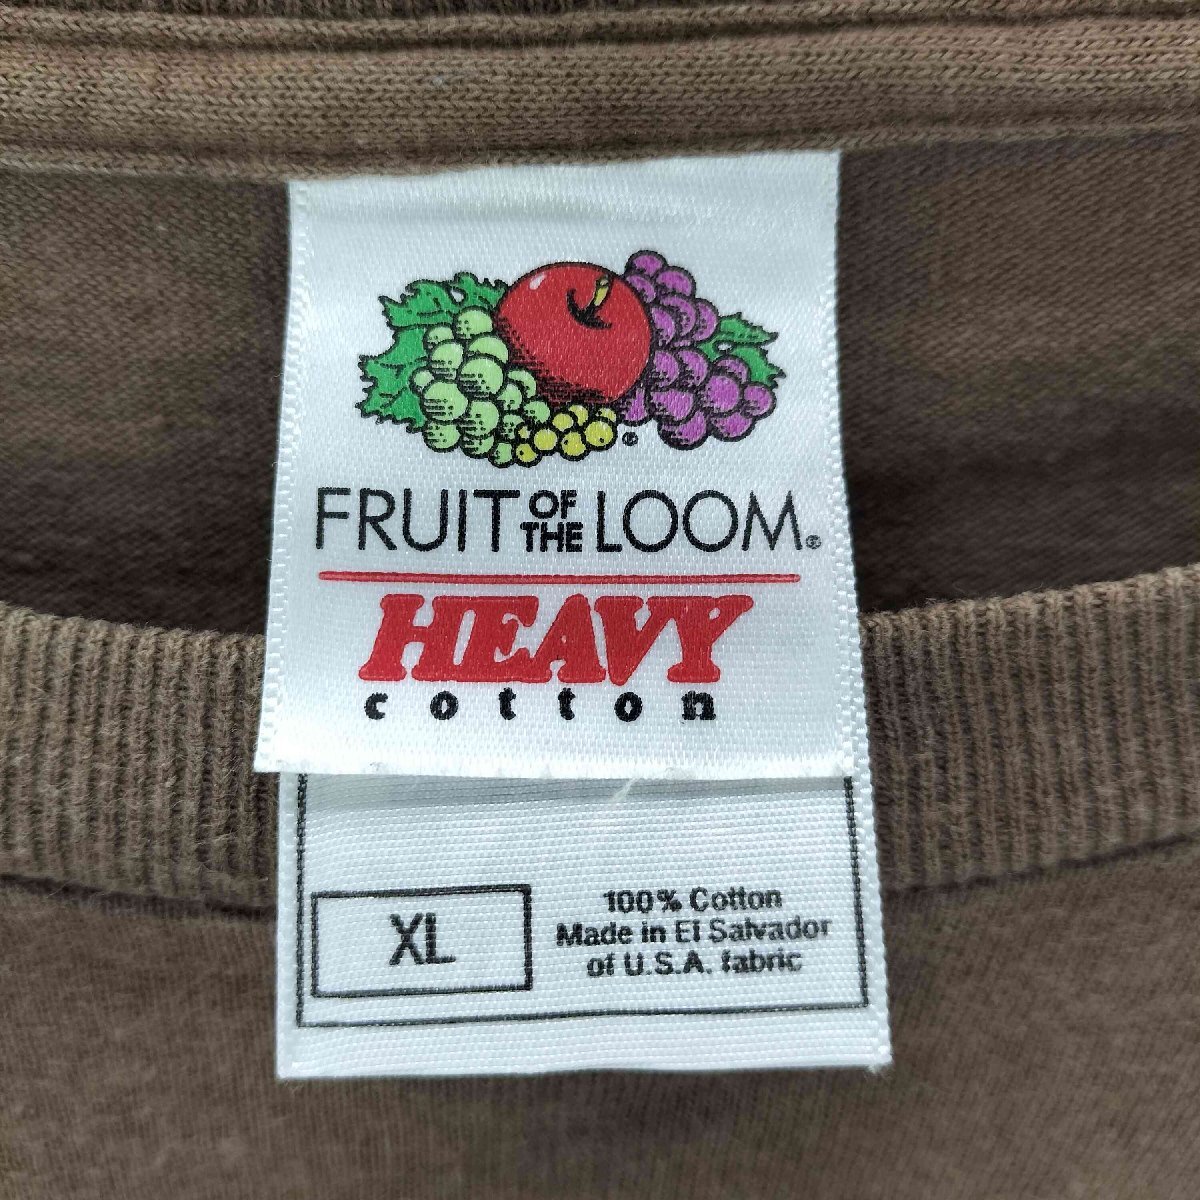 ®
FRUIT OF THE LOOM®
HEAVY
cotton
XL
100% Cotton
Made in El Salvador
of U.S.A. fabric